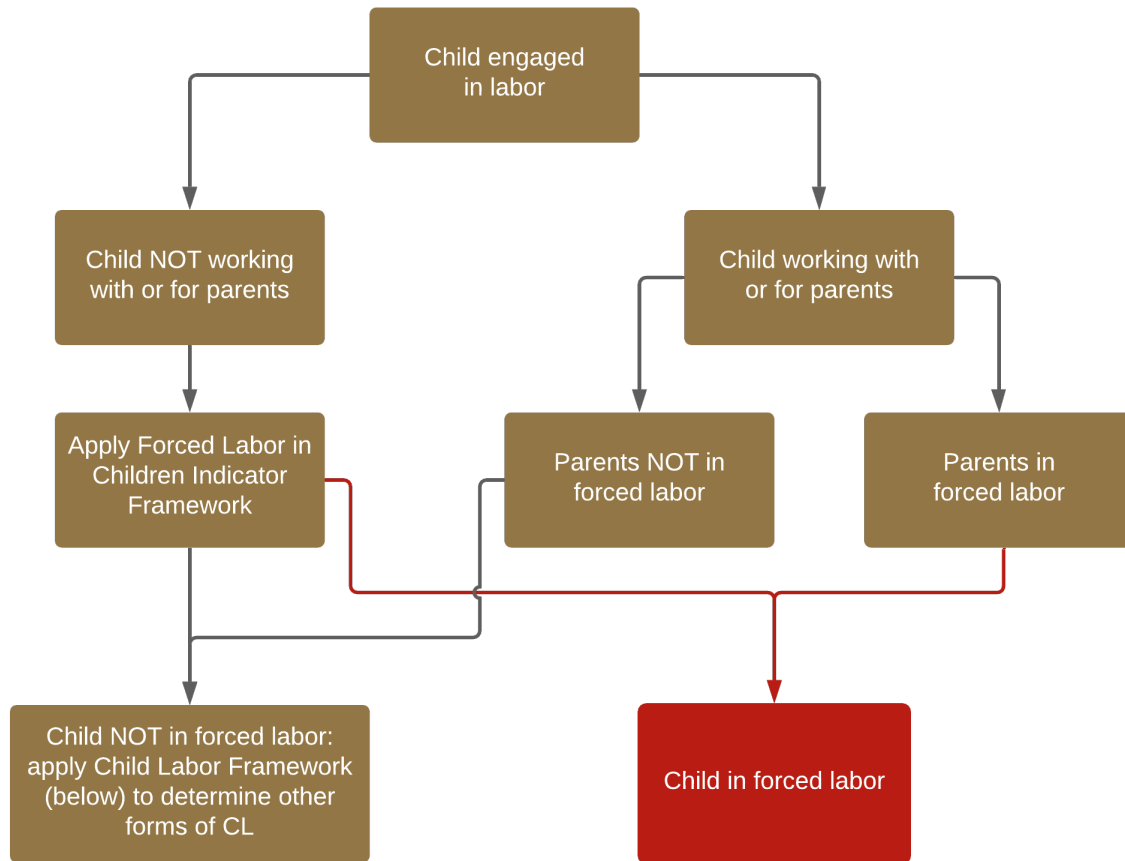 Child engaged
in labor
Child NOT working
with or for parents
Child working with
or for parents
Apply Forced Labor in
Children Indicator
Framework
Parents NOT in
forced labor
Parents in
forced labor
Child NOT in forced labor:
apply Child Labor Framework
(below) to determine other
forms of CL
Child in forced labor